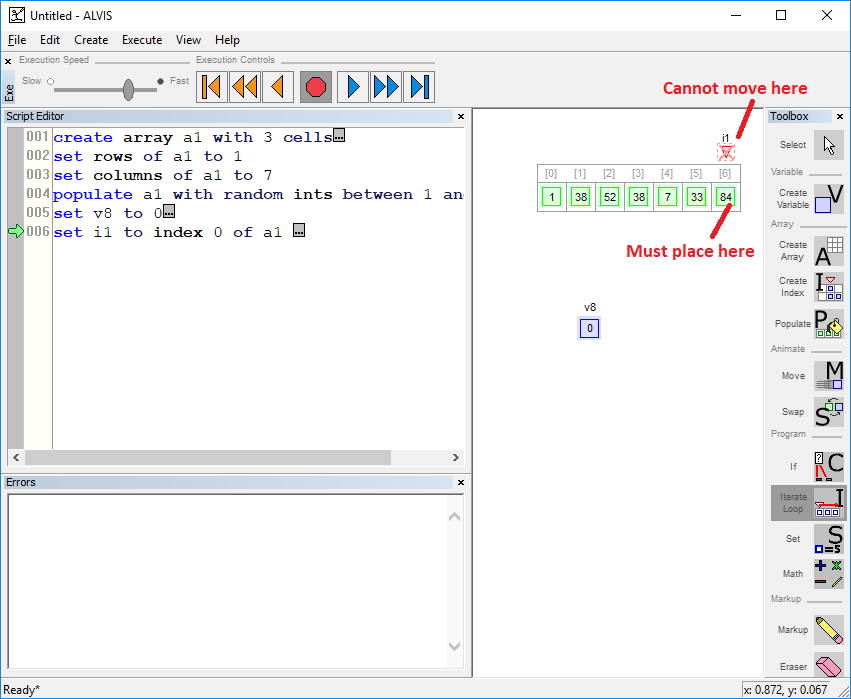 Untitled - ALVIS
File Edit Create Execute View Help
Execution Speed
Execution Controls
Exe
Slow
Fast
Script Editor
001 create array a1 with 3 cells...
002 set rows of a1 to 1
003 set columns of a1 to 7
004 populate a1 with random ints between 1 an
005 set v8 to 0...
006 set i1 to index 0 of a1 ...
Errors
Cannot move here
i1
[0] [1] [2] [3] [4] [5] [6]
1 38 52 38 7 33 84
Must place here
v8
0
Toolbox
Select
Variable
Create
Variable
V
Array
Create
Array
A
Create
Index
I
Populate
P
Animate
Move
M
Swap
S
Program
If
? C
Iterate
Loop
I
Set
S
=5
Math
Markup
Markup
Eraser
Ready*
x: 0.872, y: 0.067